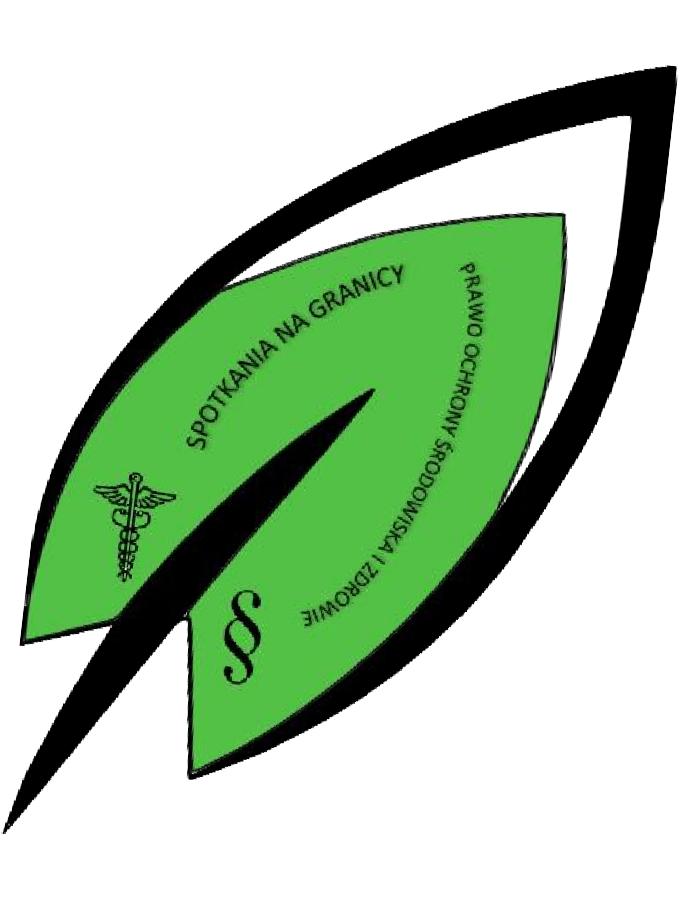 SPOTKANIA NA GRANICY
PRAWO OCHRONY ŚRODOWISKA I ZDROWIE
§